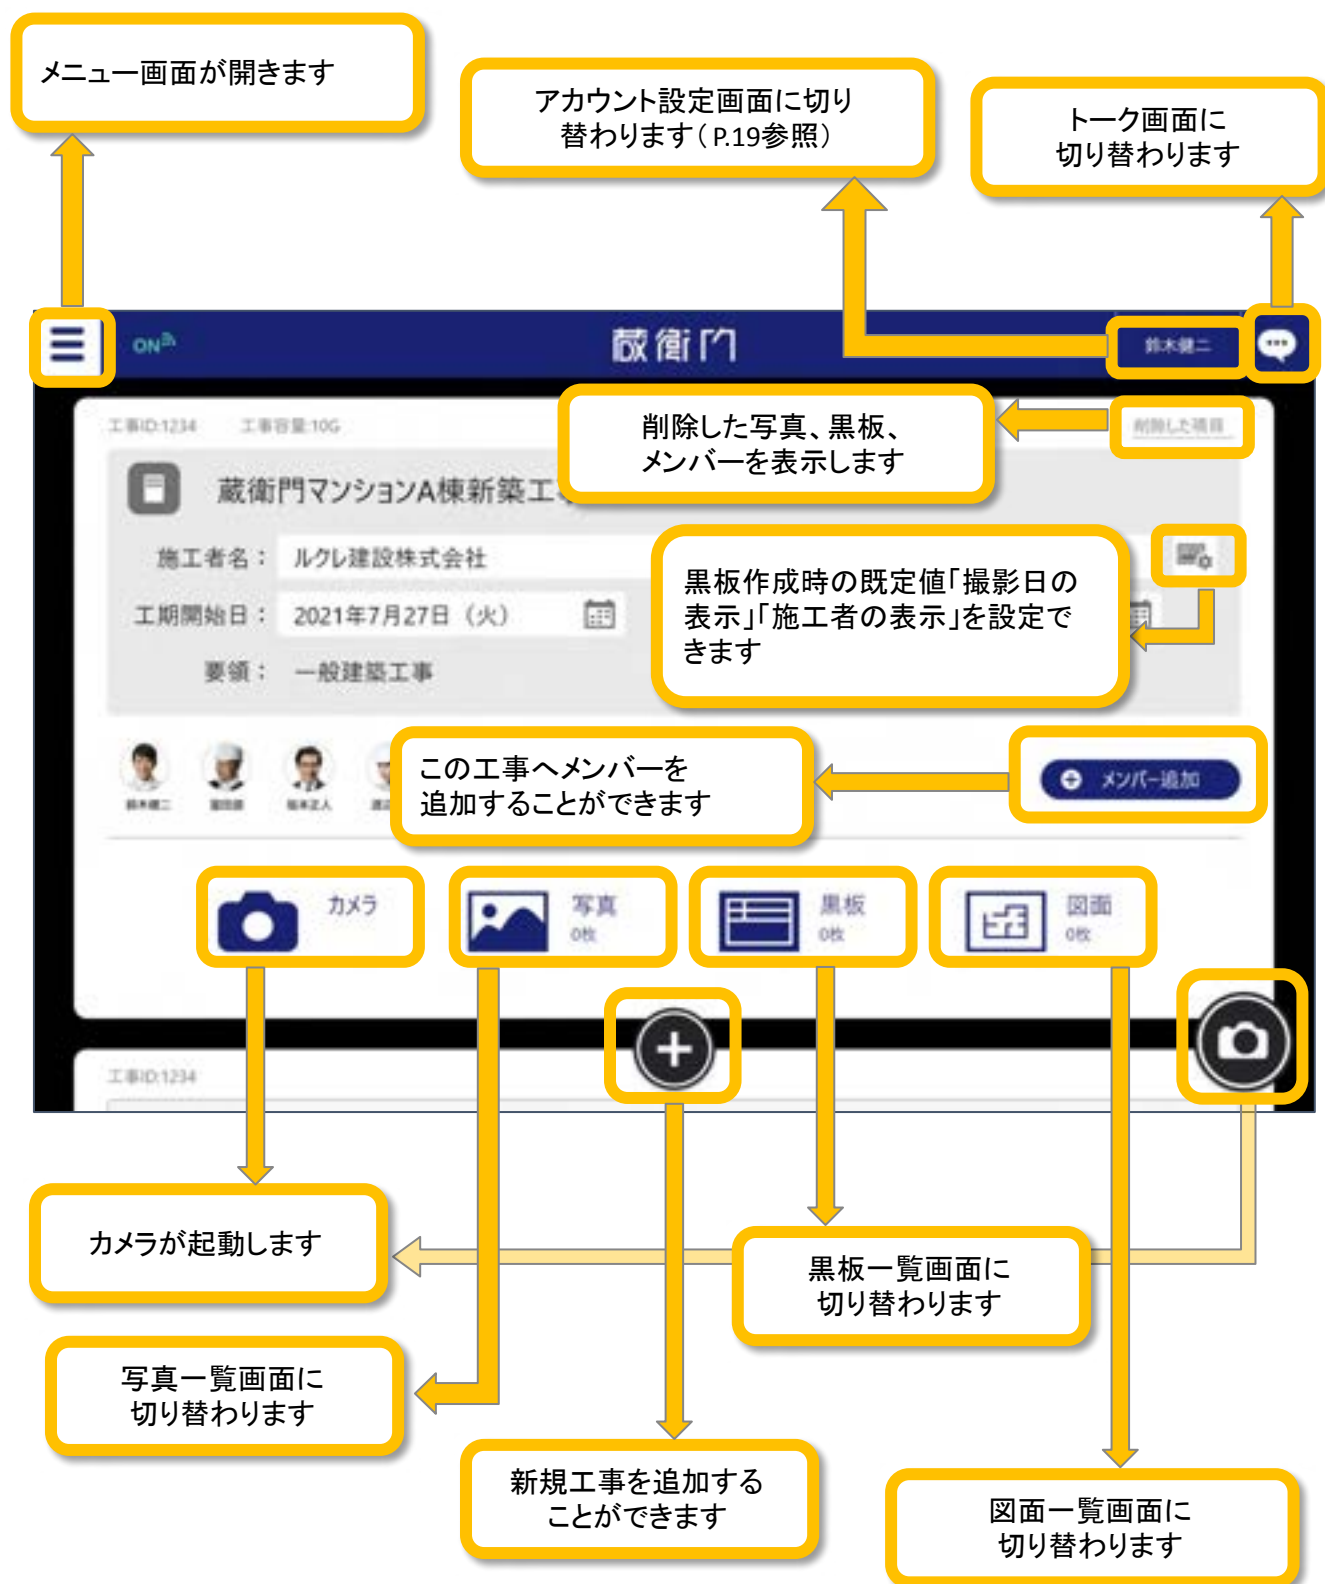 メニュー画面が開きます
アカウント設定画面に切り
替わります（P.19参照）
トーク画面に
切り替わります
ON
蔵衛門
鈴木健二
工事ID:1234 工事容量:10G
削除した写真、黒板、
メンバーを表示します
削除した項目
蔵衛門マンションA棟新築工事
施工者名： ルクレ建設株式会社
黒板作成時の既定値「撮影日の
表示」「施工者の表示」を設定で
きます
工期開始日： 2021年7月27日（火）
要領： 一般建築工事
鈴木健二
この工事へメンバーを
追加することができます
メンバー追加
カメラ
写真
0枚
黒板
0枚
図面
0枚
工事ID:1234
カメラが起動します
黒板一覧画面に
切り替わります
写真一覧画面に
切り替わります
新規工事を追加する
ことができます
図面一覧画面に
切り替わります